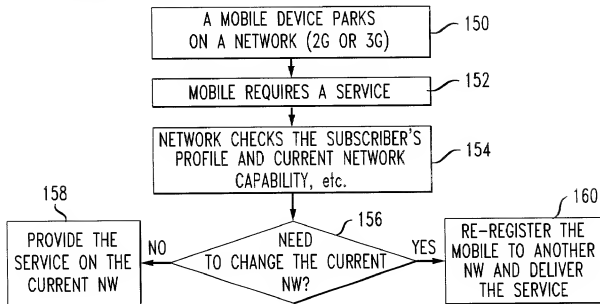 A MOBILE DEVICE PARKS
ON A NETWORK (2G OR 3G)
150
MOBILE REQUIRES A SERVICE
152
NETWORK CHECKS THE SUBSCRIBER'S
PROFILE AND CURRENT NETWORK
CAPABILITY, etc.
154
158
PROVIDE THE
SERVICE ON THE
CURRENT NW
NO
156
NEED
TO CHANGE THE CURRENT
NW?
YES
160
RE-REGISTER THE
MOBILE TO ANOTHER
NW AND DELIVER
THE SERVICE